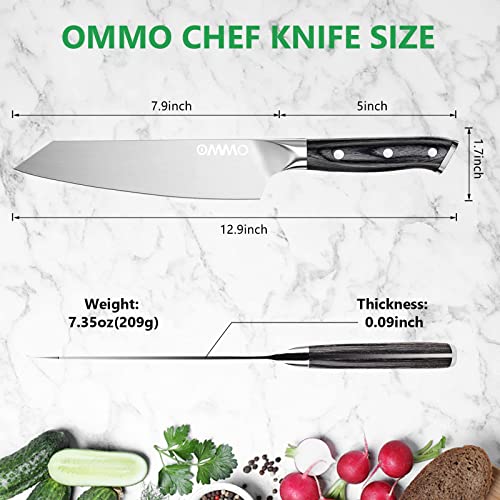 OMMO CHEF KNIFE SIZE
7.9inch
5inch
OMMO
1.7inch
12.9inch
Weight:
7.35oz(209g)
Thickness:
0.09inch